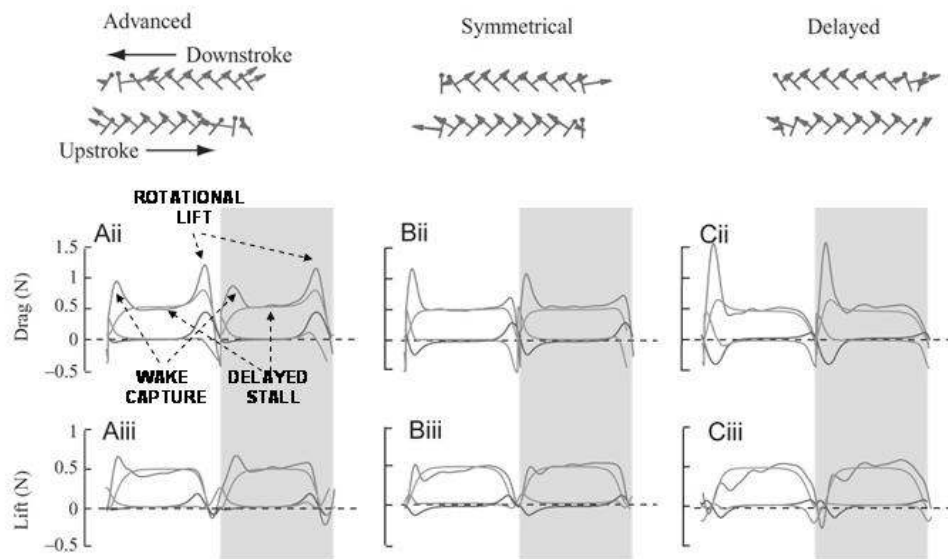 Advanced
Symmetrical
Delayed
Downstroke
Upstroke
ROTATIONAL
LIFT
Aii
Bii
Cii
1.5
1.0
0.5
0
–0.5
Drag (N)
WAKE
CAPTURE
DELAYED
STALL
Aiii
Biii
Ciii
1
0.5
0
–0.5
Lift (N)